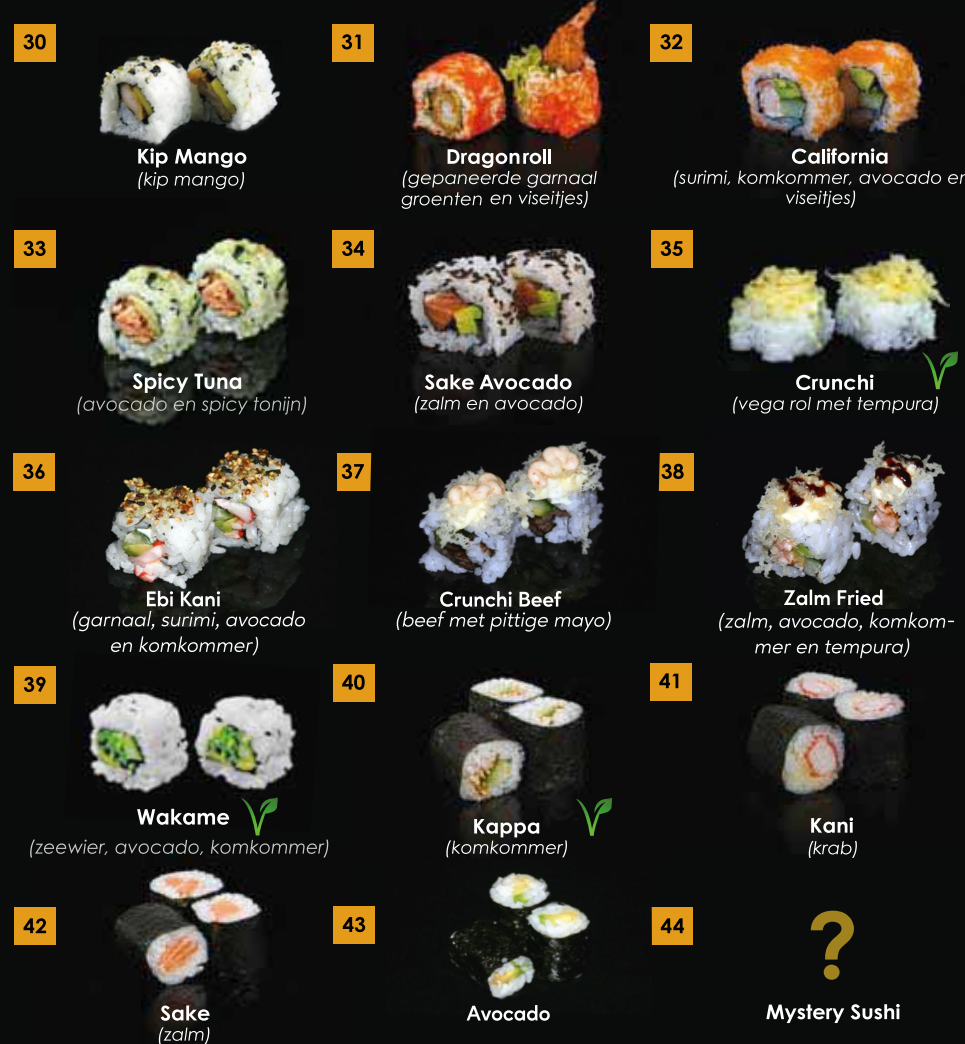 30
Kip Mango
(kip mango)
31
Dragonroll
(gepaneerde garnaal
groenten en viseitjes)
32
California
(surimi, komkommer, avocado en
viseitjes)
33
Spicy Tuna
(avocado en spicy tonijn)
34
Sake Avocado
(zalm en avocado)
35
Crunchi
(vega rol met tempura)
36
Ebi Kani
(garnaal, surimi, avocado
en komkommer)
37
Crunchi Beef
(beef met pittige mayo)
38
Zalm Fried
(zalm, avocado, komkom-
mer en tempura)
39
Wakame
(zeewier, avocado, komkommer)
40
Kappa
(komkommer)
41
Kani
(krab)
42
Sake
(zalm)
43
Avocado
44
?
Mystery Sushi